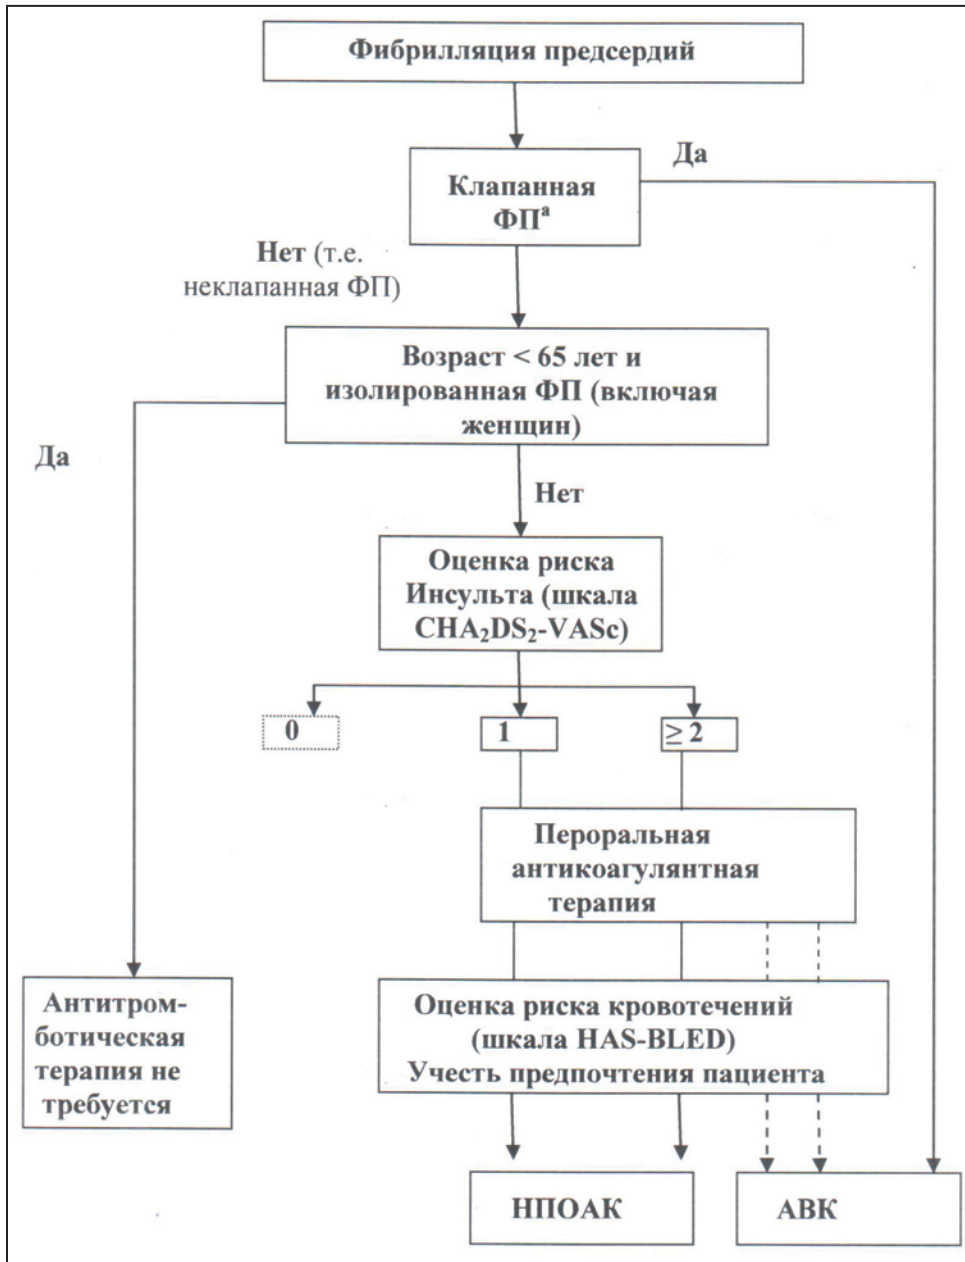 Фибрилляция предсердий
Да
Клапанная
ФПᵃ
Нет (т.е.
неклапанная ФП)
Возраст < 65 лет и
изолированная ФП (включая
женщин)
Да
Нет
Оценка риска
Инсульта (шкала
CHA₂DS₂-VASc)
0
1
≥ 2
Пероральная
антикоагулянтная
терапия
Антитром-
ботическая
терапия не
требуется
Оценка риска кровотечений
(шкала HAS-BLED)
Учесть предпочтения пациента
НПОАК
АВК